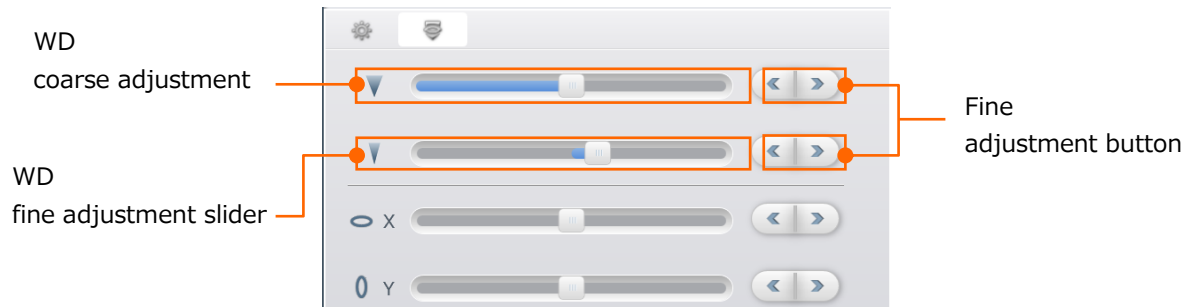 WD
coarse adjustment
Fine
adjustment button
WD
fine adjustment slider
X
Y